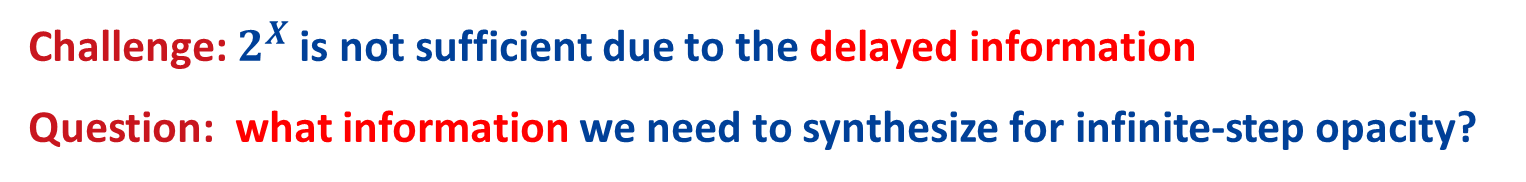 Challenge: 2^X is not sufficient due to the delayed information
Question: what information we need to synthesize for infinite-step opacity?